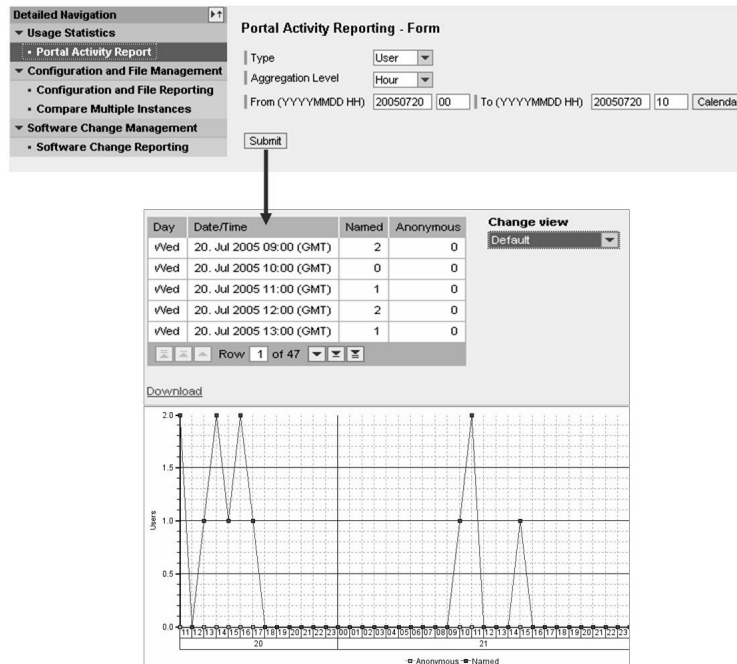 Detailed Navigation
Usage Statistics
Portal Activity Report
Configuration and File Management
Configuration and File Reporting
Compare Multiple Instances
Software Change Management
Software Change Reporting
Portal Activity Reporting - Form
Type User
Aggregation Level Hour
From (YYYYMMDD HH) 20050720 00 To (YYYYMMDD HH) 20050720 10 Calenda
Submit
Day Date/Time Named Anonymous
Wed 20. Jul 2005 09:00 (GMT) 2 0
Wed 20. Jul 2005 10:00 (GMT) 0 0
Wed 20. Jul 2005 11:00 (GMT) 1 0
Wed 20. Jul 2005 12:00 (GMT) 2 0
Wed 20. Jul 2005 13:00 (GMT) 1 0
Row 1 of 47
Change view
Default
Download
2.0
1.5
1.0
0.5
0.0
Users
11 12 13 14 15 16 17 18 19 20 21 22 23 00 01 02 03 04 05 06 07 08 09 10 11 12 13 14 15 16 17 18 19 20 21 22 23
20 21
Anonymous Named